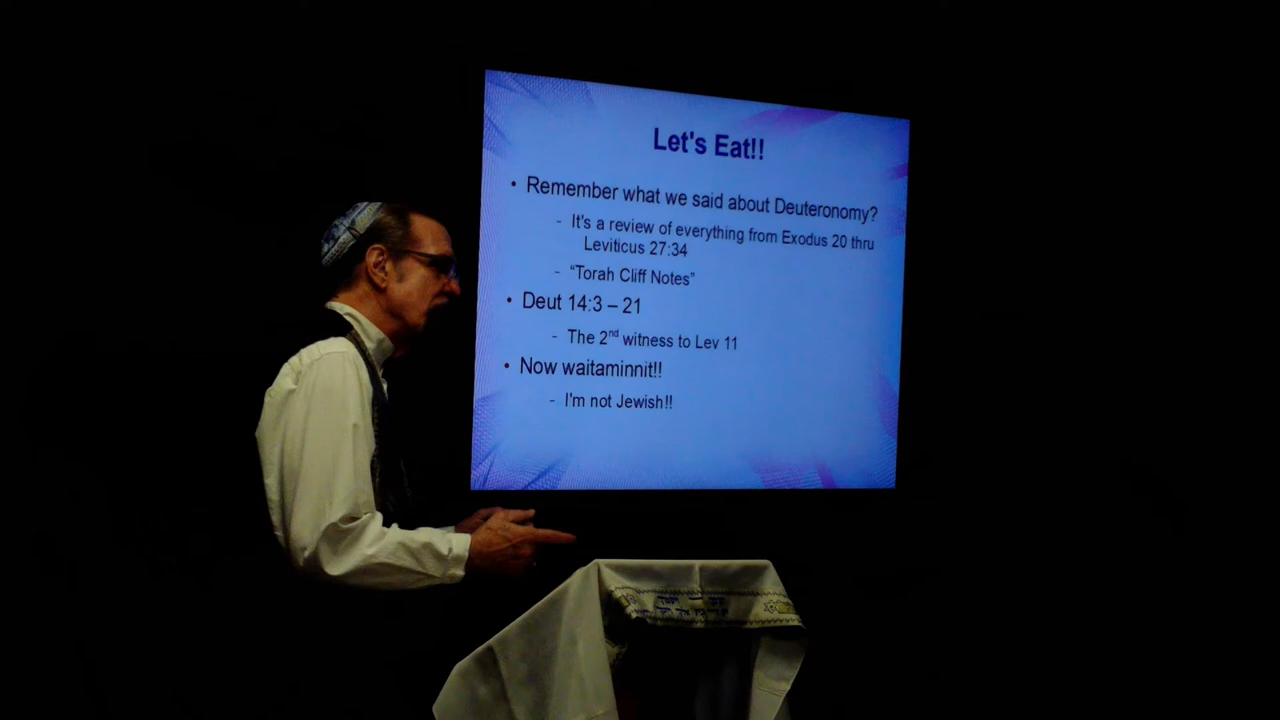 Let's Eat!!
• Remember what we said about Deuteronomy?
- It's a review of everything from Exodus 20 thru
Leviticus 27:34
- "Torah Cliff Notes"
• Deut 14:3 – 21
- The 2nd witness to Lev 11
• Now waitaminnit!!
- I'm not Jewish!!